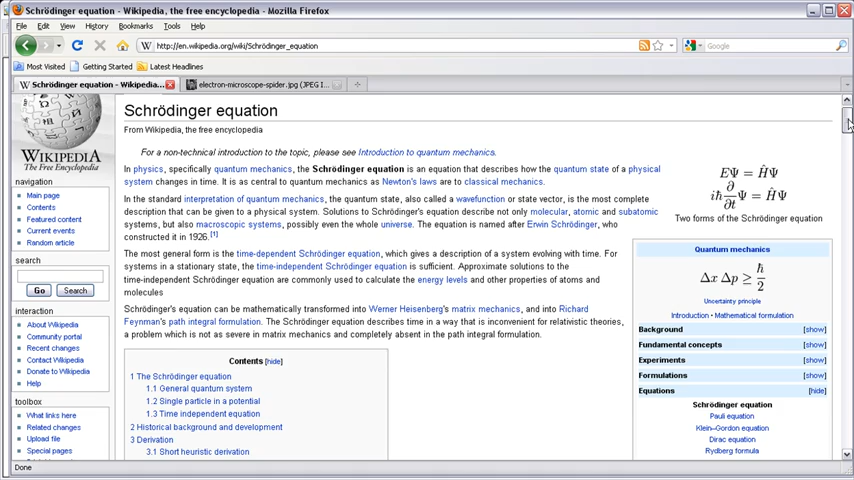 Schrödinger equation - Wikipedia, the free encyclopedia - Mozilla Firefox
File Edit View History Bookmarks Tools Help
http://en.wikipedia.org/wiki/Schrödinger_equation
Google
Most Visited Getting Started Latest Headlines
Schrödinger equation - Wikipedia... electron-microscope-spider.jpg (JPEG I...
WIKIPEDIA
The Free Encyclopedia
navigation
Main page
Contents
Featured content
Current events
Random article
search
Go Search
interaction
About Wikipedia
Community portal
Recent changes
Contact Wikipedia
Donate to Wikipedia
Help
toolbox
What links here
Related changes
Upload file
Special pages
Schrödinger equation
From Wikipedia, the free encyclopedia
For a non-technical introduction to the topic, please see Introduction to quantum mechanics.
In physics, specifically quantum mechanics, the Schrödinger equation is an equation that describes how the quantum state of a physical
system changes in time. It is as central to quantum mechanics as Newton's laws are to classical mechanics.
In the standard interpretation of quantum mechanics, the quantum state, also called a wavefunction or state vector, is the most complete
description that can be given to a physical system. Solutions to Schrödinger's equation describe not only molecular, atomic and subatomic
systems, but also macroscopic systems, possibly even the whole universe. The equation is named after Erwin Schrödinger, who
constructed it in 1926.[1]
The most general form is the time-dependent Schrödinger equation, which gives a description of a system evolving with time. For
systems in a stationary state, the time-independent Schrödinger equation is sufficient. Approximate solutions to the
time-independent Schrödinger equation are commonly used to calculate the energy levels and other properties of atoms and
molecules
Schrödinger's equation can be mathematically transformed into Werner Heisenberg's matrix mechanics, and into Richard
Feynman's path integral formulation. The Schrödinger equation describes time in a way that is inconvenient for relativistic theories,
a problem which is not as severe in matrix mechanics and completely absent in the path integral formulation.
Contents [hide]
1 The Schrödinger equation
1.1 General quantum system
1.2 Single particle in a potential
1.3 Time independent equation
2 Historical background and development
3 Derivation
3.1 Short heuristic derivation
EΨ = ĤΨ
iħ ∂/∂t Ψ = ĤΨ
Two forms of the Schrödinger equation
Quantum mechanics
Δx Δp ≥ ħ/2
Uncertainty principle
Introduction · Mathematical formulation
Background [show]
Fundamental concepts [show]
Experiments [show]
Formulations [show]
Equations [hide]
Schrödinger equation
Pauli equation
Klein–Gordon equation
Dirac equation
Rydberg formula
Done